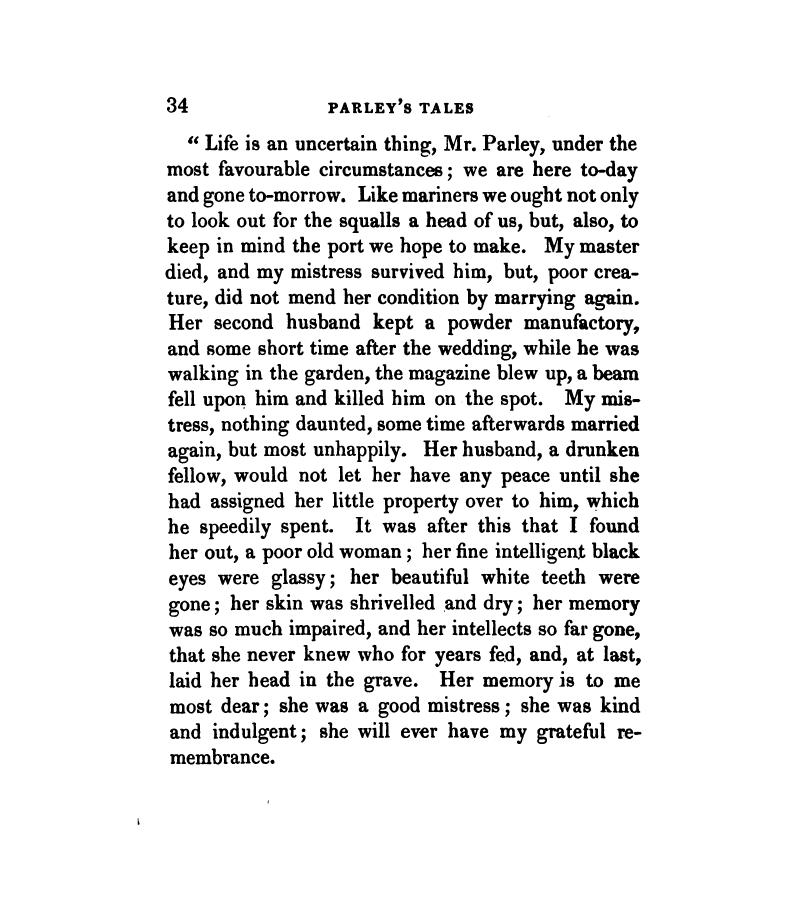 34 PARLEY'S TALES
“ Life is an uncertain thing, Mr. Parley, under the
most favourable circumstances ; we are here to-day
and gone to-morrow. Like mariners we ought not only
to look out for the squalls a head of us, but, also, to
keep in mind the port we hope to make. My master
died, and my mistress survived him, but, poor crea-
ture, did not mend her condition by marrying again.
Her second husband kept a powder manufactory,
and some short time after the wedding, while he was
walking in the garden, the magazine blew up, a beam
fell upon him and killed him on the spot. My mis-
tress, nothing daunted, some time afterwards married
again, but most unhappily. Her husband, a drunken
fellow, would not let her have any peace until she
had assigned her little property over to him, which
he speedily spent. It was after this that I found
her out, a poor old woman ; her fine intelligent black
eyes were glassy ; her beautiful white teeth were
gone ; her skin was shrivelled and dry ; her memory
was so much impaired, and her intellects so far gone,
that she never knew who for years fed, and, at last,
laid her head in the grave. Her memory is to me
most dear ; she was a good mistress ; she was kind
and indulgent ; she will ever have my grateful re-
membrance.